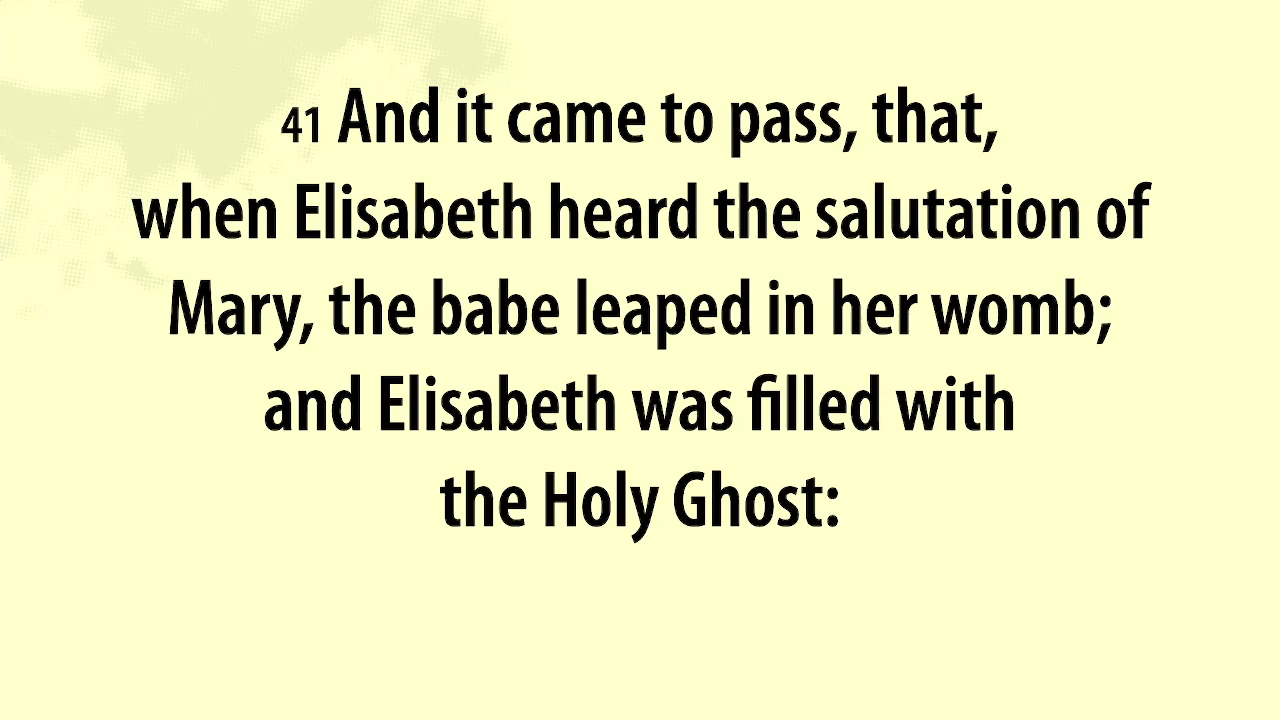 41 And it came to pass, that,
when Elisabeth heard the salutation of
Mary, the babe leaped in her womb;
and Elisabeth was filled with
the Holy Ghost: